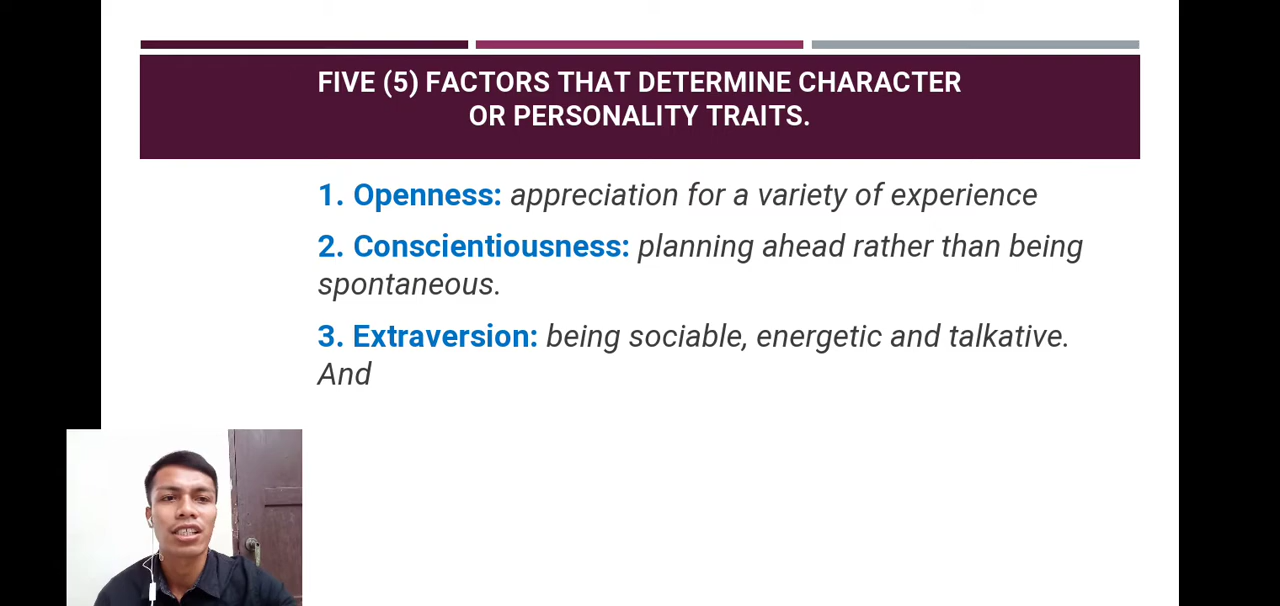 FIVE (5) FACTORS THAT DETERMINE CHARACTER
OR PERSONALITY TRAITS.
1. Openness: appreciation for a variety of experience
2. Conscientiousness: planning ahead rather than being
spontaneous.
3. Extraversion: being sociable, energetic and talkative.
And